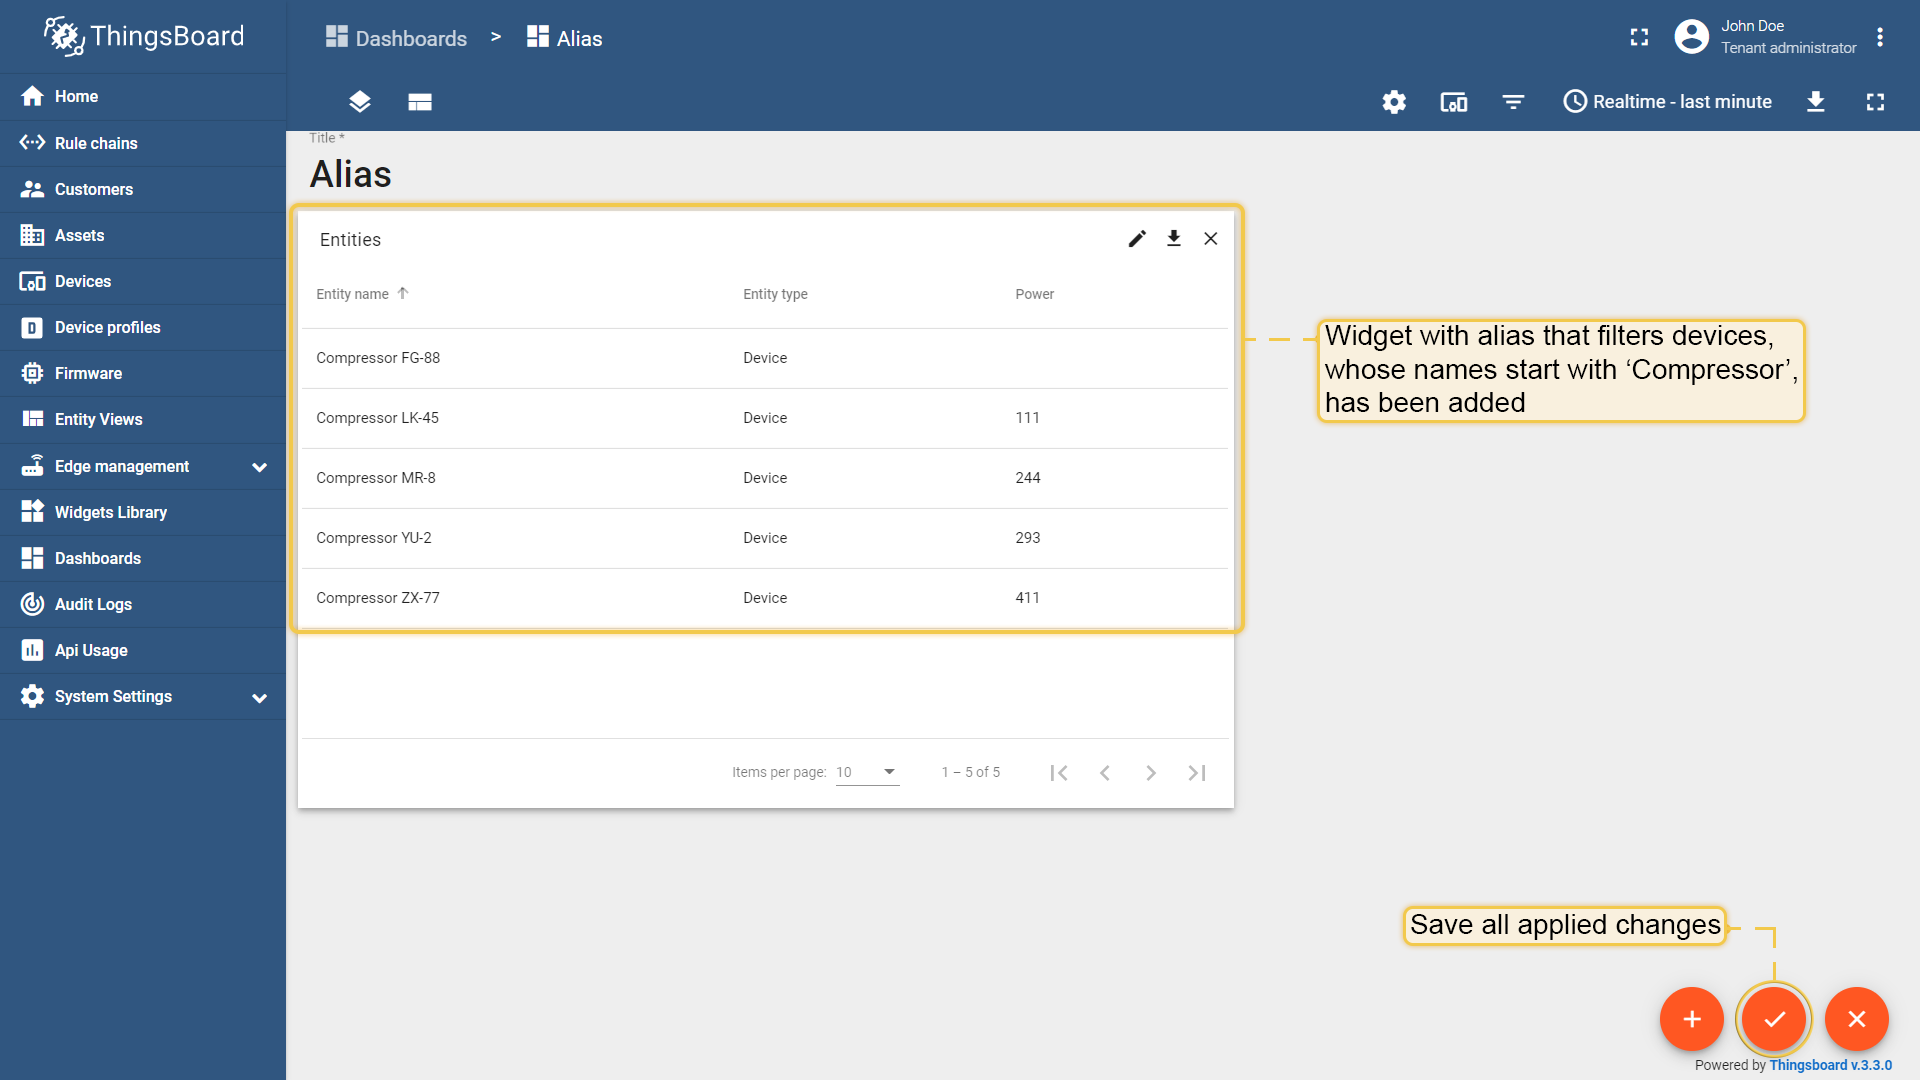 ThingsBoard
Dashboards > Alias
John Doe
Tenant administrator
Realtime - last minute
Home
Rule chains
Customers
Assets
Devices
D Device profiles
Firmware
Entity Views
Edge management
Widgets Library
Dashboards
Audit Logs
Api Usage
System Settings
Title *
Alias
Entities
Entity name Entity type Power
Compressor FG-88 Device
Compressor LK-45 Device 111
Compressor MR-8 Device 244
Compressor YU-2 Device 293
Compressor ZX-77 Device 411
Items per page: 10 1 – 5 of 5
Widget with alias that filters devices,
whose names start with ‘Compressor’,
has been added
Save all applied changes
Powered by Thingsboard v.3.3.0